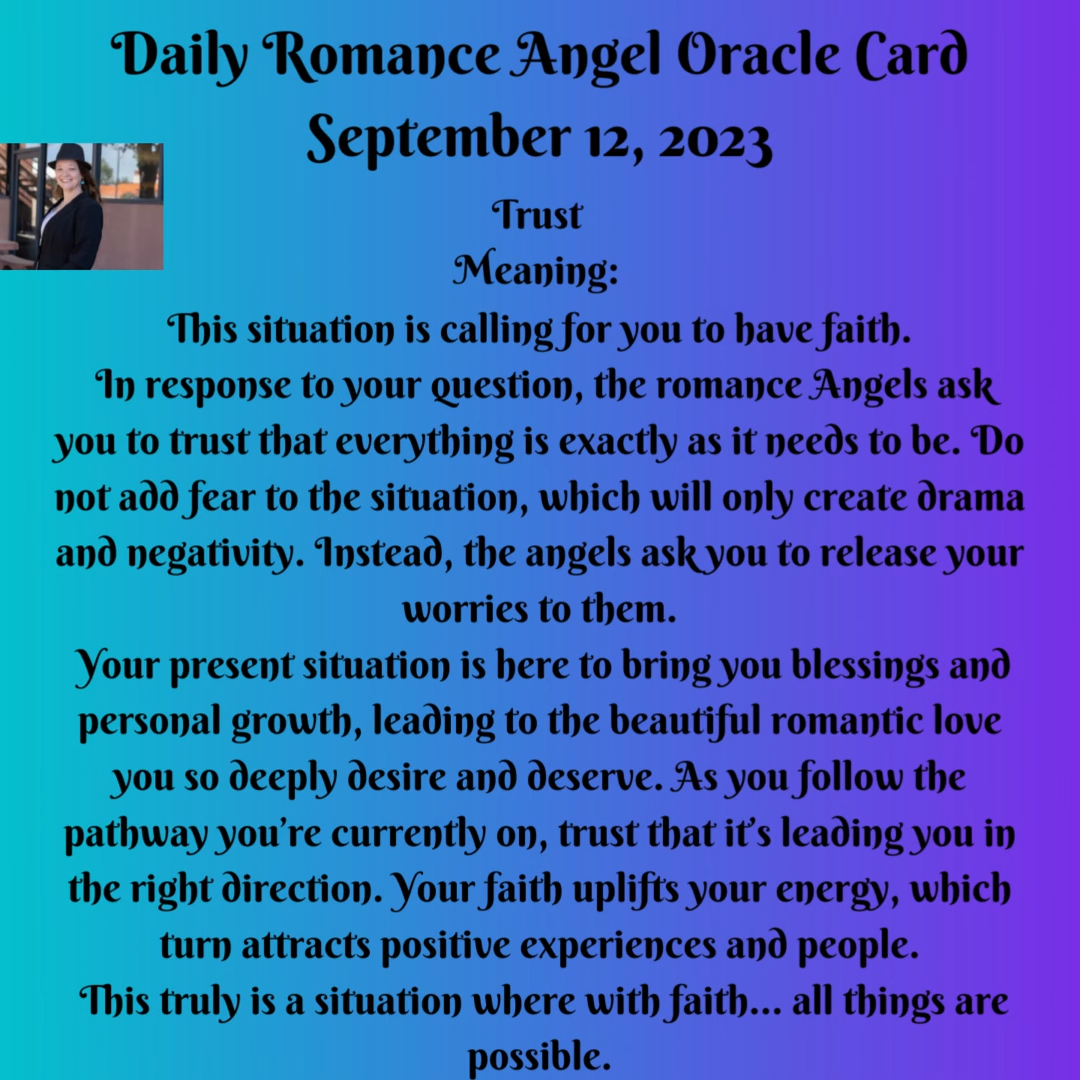 Daily Romance Angel Oracle Card
September 12, 2023
Trust
Meaning:
This situation is calling for you to have faith.
In response to your question, the romance Angels ask
you to trust that everything is exactly as it needs to be. Do
not add fear to the situation, which will only create drama
and negativity. Instead, the angels ask you to release your
worries to them.
Your present situation is here to bring you blessings and
personal growth, leading to the beautiful romantic love
you so deeply desire and deserve. As you follow the
pathway you're currently on, trust that it's leading you in
the right direction. Your faith uplifts your energy, which
turn attracts positive experiences and people.
This truly is a situation where with faith... all things are
possible.